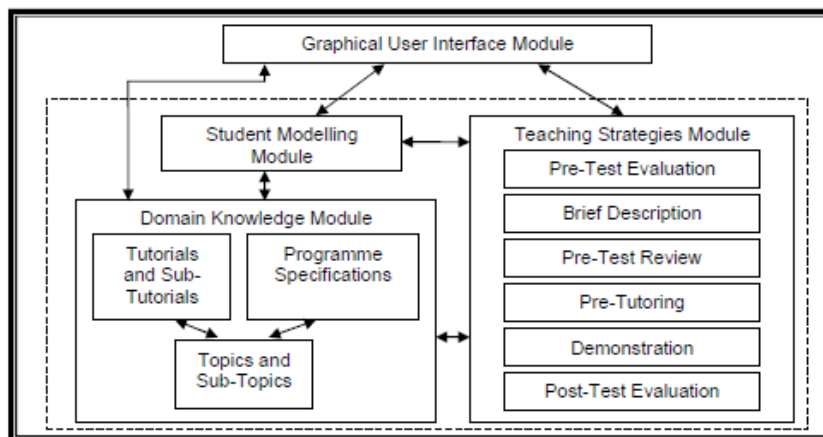 Graphical User Interface Module
Student Modelling
Module
Teaching Strategies Module
Pre-Test Evaluation
Brief Description
Pre-Test Review
Pre-Tutoring
Demonstration
Post-Test Evaluation
Domain Knowledge Module
Tutorials
and Sub-
Tutorials
Programme
Specifications
Topics and
Sub-Topics